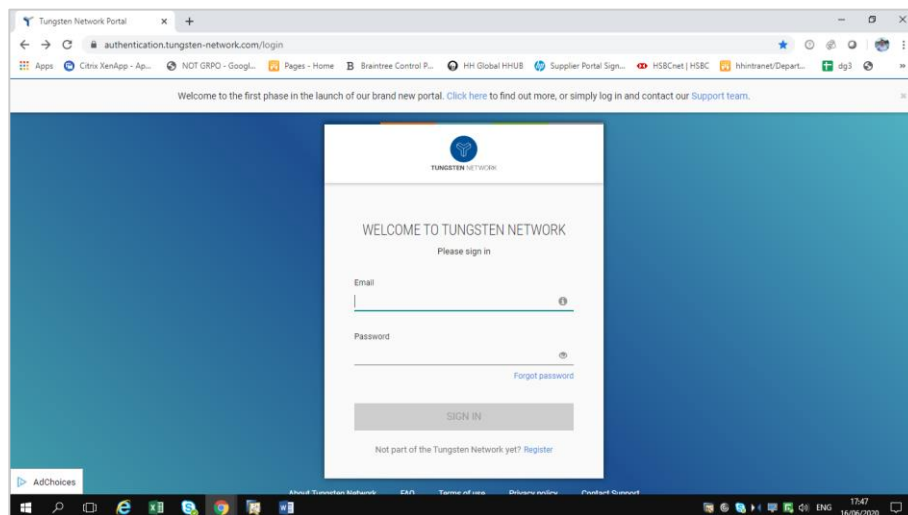 Tungsten Network Portal
authentication.tungsten-network.com/login
Apps Citrix XenApp - Ap... NOT GRPO - Googl... Pages - Home Braintree Control P... HH Global HHUB Supplier Portal Sign... HSBCnet | HSBC hhintranet/Depart... dg3 »
Welcome to the first phase in the launch of our brand new portal. Click here to find out more, or simply log in and contact our Support team.
TUNGSTEN NETWORK
WELCOME TO TUNGSTEN NETWORK
Please sign in
Email
Password
Forgot password
SIGN IN
Not part of the Tungsten Network yet? Register
AdChoices
About Tungsten Network FAQ Terms of use Privacy policy Contact Support
ENG 17:47
16/06/2020